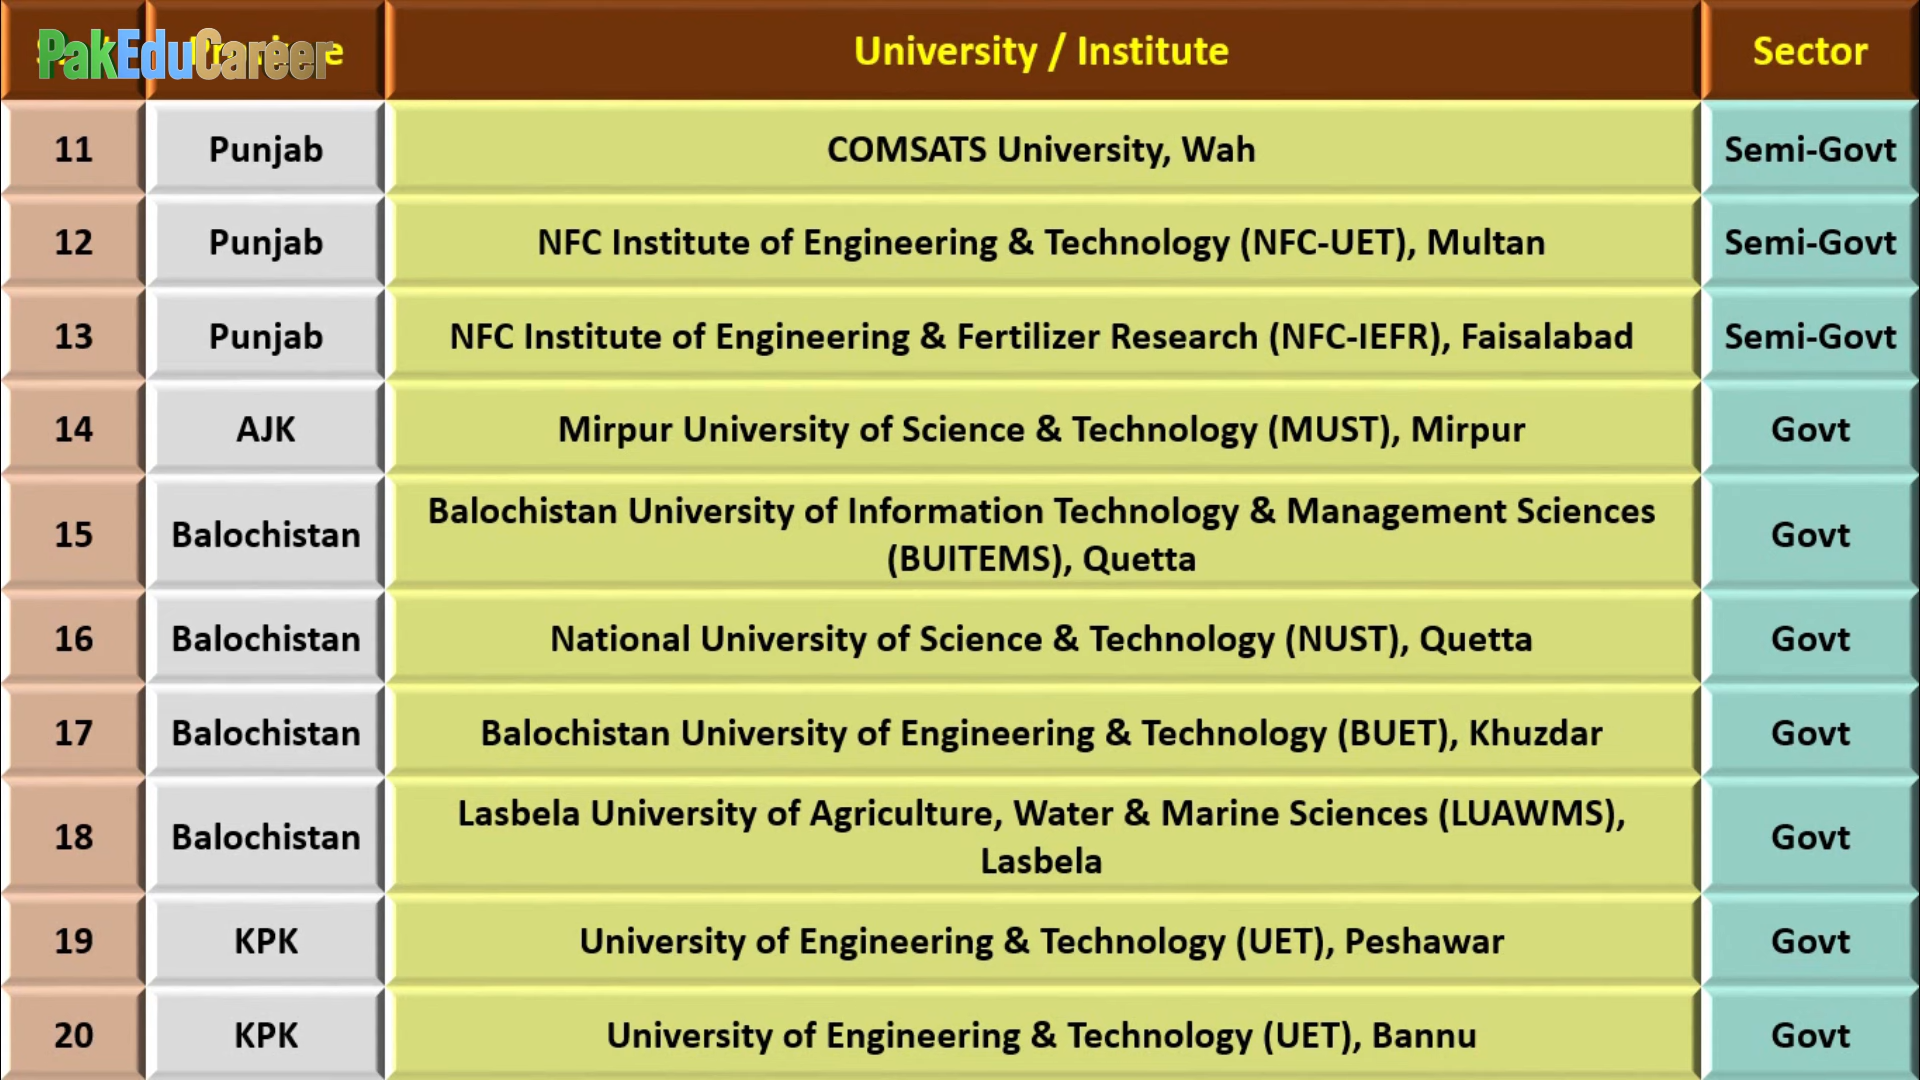 PakEduCareer
University / Institute Sector
11 Punjab COMSATS University, Wah Semi-Govt
12 Punjab NFC Institute of Engineering & Technology (NFC-UET), Multan Semi-Govt
13 Punjab NFC Institute of Engineering & Fertilizer Research (NFC-IEFR), Faisalabad Semi-Govt
14 AJK Mirpur University of Science & Technology (MUST), Mirpur Govt
15 Balochistan Balochistan University of Information Technology & Management Sciences
(BUITEMS), Quetta Govt
16 Balochistan National University of Science & Technology (NUST), Quetta Govt
17 Balochistan Balochistan University of Engineering & Technology (BUET), Khuzdar Govt
18 Balochistan Lasbela University of Agriculture, Water & Marine Sciences (LUAWMS),
Lasbela Govt
19 KPK University of Engineering & Technology (UET), Peshawar Govt
20 KPK University of Engineering & Technology (UET), Bannu Govt